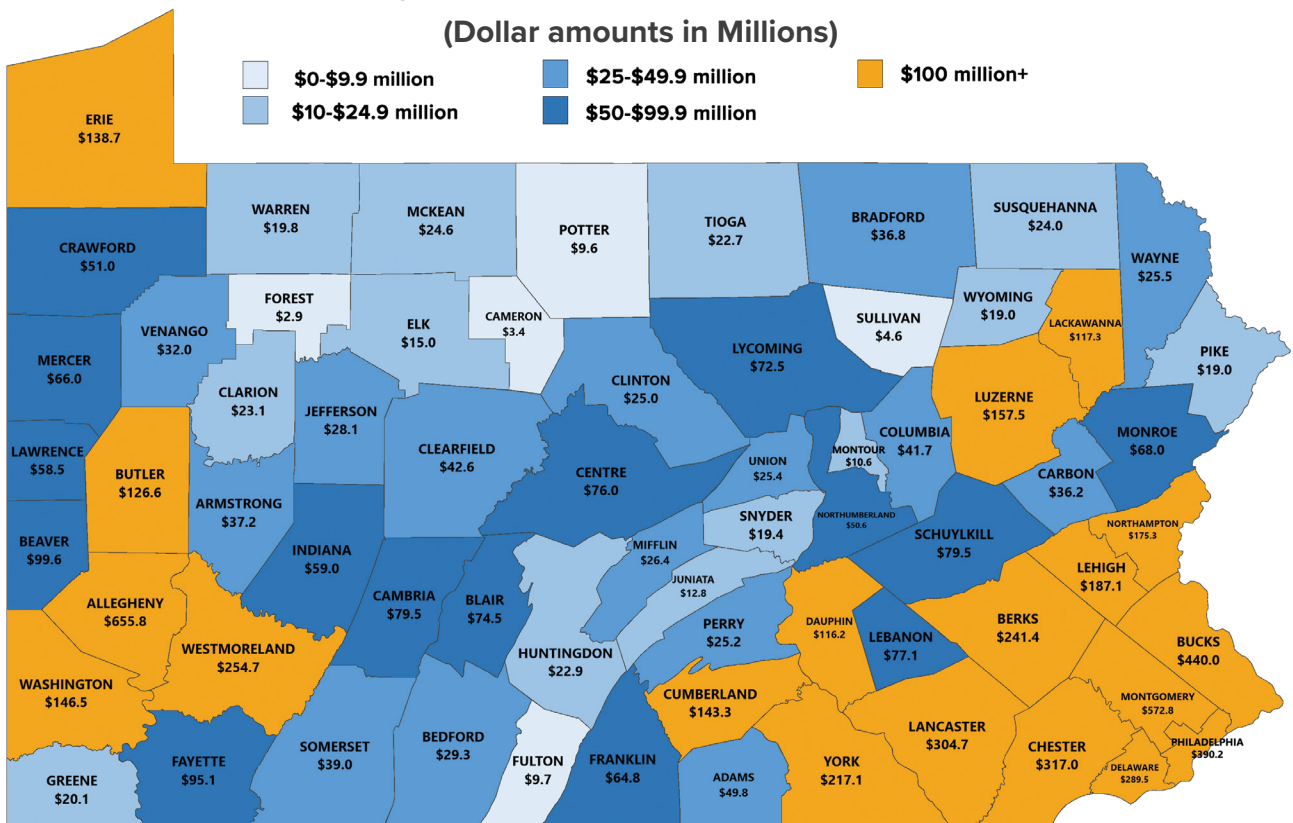 (Dollar amounts in Millions)
$0-$9.9 million
$10-$24.9 million
$25-$49.9 million
$50-$99.9 million
$100 million+
ERIE
$138.7
WARREN
$19.8
MCKEAN
$24.6
POTTER
$9.6
TIOGA
$22.7
BRADFORD
$36.8
SUSQUEHANNA
$24.0
WAYNE
$25.5
CRAWFORD
$51.0
FOREST
$2.9
ELK
$15.0
CAMERON
$3.4
SULLIVAN
$4.6
WYOMING
$19.0
LACKAWANNA
$117.3
PIKE
$19.0
VENANGO
$32.0
MERCER
$66.0
CLARION
$23.1
JEFFERSON
$28.1
CLINTON
$25.0
LYCOMING
$72.5
LUZERNE
$157.5
MONROE
$68.0
LAWRENCE
$58.5
BUTLER
$126.6
CLEARFIELD
$42.6
CENTRE
$76.0
UNION
$25.4
MONTOUR
$10.6
COLUMBIA
$41.7
CARBON
$36.2
ARMSTRONG
$37.2
SNYDER
$19.4
NORTHUMBERLAND
$50.6
SCHUYLKILL
$79.5
NORTHAMPTON
$175.3
BEAVER
$99.6
INDIANA
$59.0
MIFFLIN
$26.4
JUNIATA
$12.8
LEHIGH
$187.1
ALLEGHENY
$655.8
CAMBRIA
$79.5
BLAIR
$74.5
PERRY
$25.2
DAUPHIN
$116.2
LEBANON
$77.1
BERKS
$241.4
BUCKS
$440.0
WESTMORELAND
$254.7
HUNTINGDON
$22.9
WASHINGTON
$146.5
CUMBERLAND
$143.3
MONTGOMERY
$572.8
LANCASTER
$304.7
SOMERSET
$39.0
BEDFORD
$29.3
CHESTER
$317.0
PHILADELPHIA
$390.2
FAYETTE
$95.1
FULTON
$9.7
FRANKLIN
$64.8
YORK
$217.1
DELAWARE
$289.5
GREENE
$20.1
ADAMS
$49.8